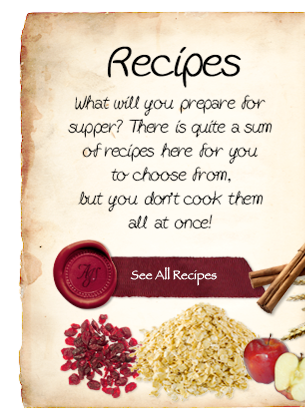 Recipes
What will you prepare for
supper? There is quite a sum
of recipes here for you
to choose from,
but you don't cook them
all at once!
See All Recipes